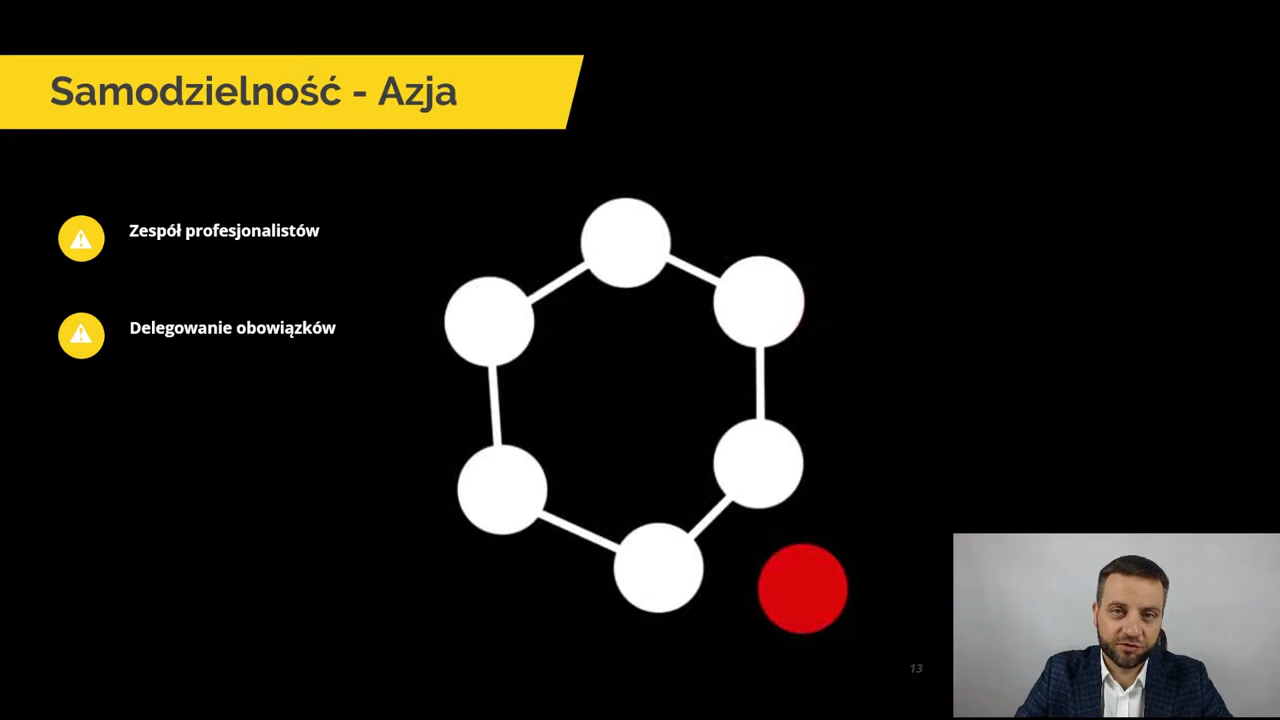 Samodzielność - Azja
Zespół profesjonalistów
Delegowanie obowiązków
13